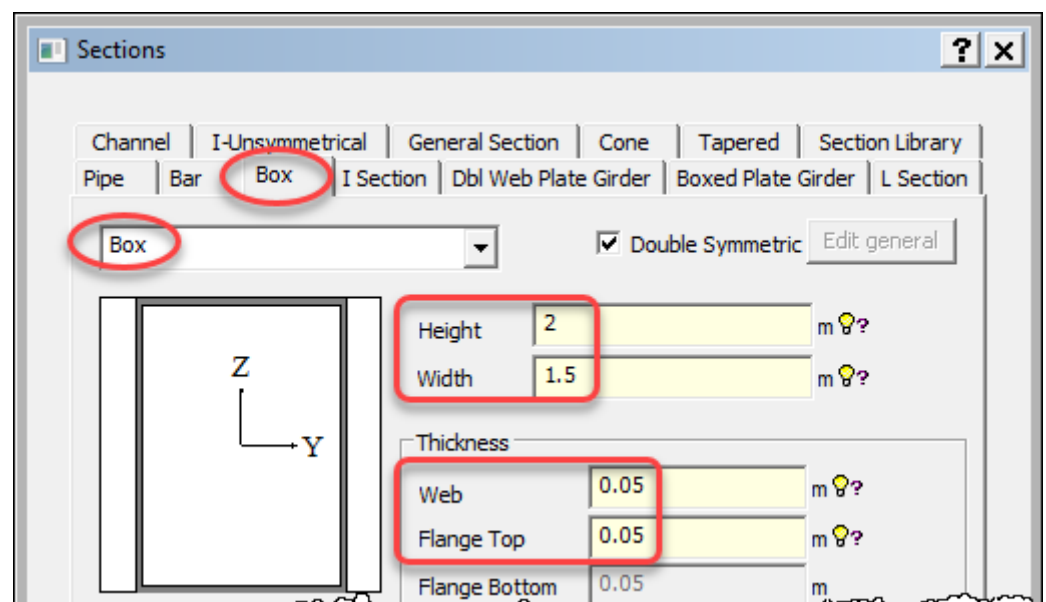 Sections ? x
Channel I-Unsymmetrical General Section Cone Tapered Section Library
Pipe Bar Box I Section Dbl Web Plate Girder Boxed Plate Girder L Section
Box Double Symmetric Edit general
Height 2 m ?
Z
Width 1.5 m ?
Y
Thickness
Web 0.05 m ?
Flange Top 0.05 m ?
Flange Bottom 0.05 m